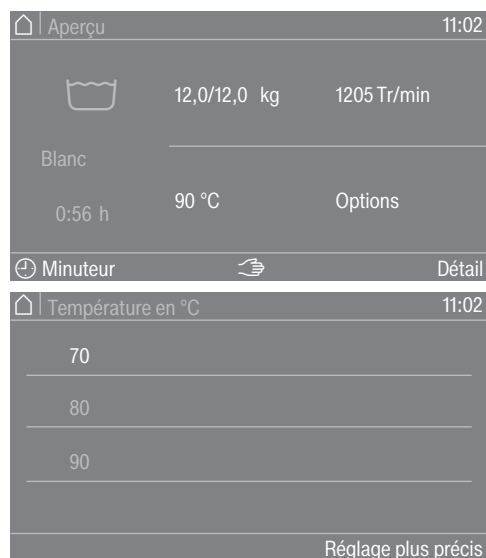 Aperçu 11:02
12,0/12,0 kg 1205 Tr/min
Blanc
90 °C Options
0:56 h
Minuteur Détail
Température en °C 11:02
70
80
90
Réglage plus précis